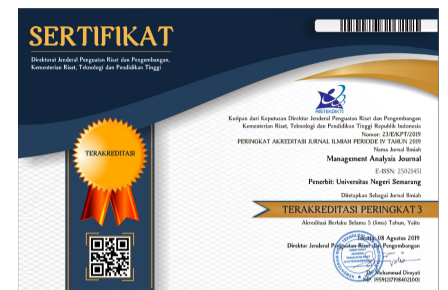 SERTIFIKAT
Direktorat Jenderal Penguatan Riset dan Pengembangan,
Kementerian Riset, Teknologi dan Pendidikan Tinggi
RISTEKDIKTI
Kutipan dari Keputusan Direktur Jenderal Penguatan Riset dan Pengembangan
Kementerian Riset, Teknologi dan Pendidikan Tinggi Republik Indonesia
Nomor: 23/E/KPT/2019
PERINGKAT AKREDITASI JURNAL ILMIAH PERIODE IV TAHUN 2019
Nama Jurnal Ilmiah
Management Analysis Journal
E-ISSN: 25021451
Penerbit: Universitas Negeri Semarang
Ditetapkan Sebagai Jurnal Ilmiah
TERAKREDITASI
TERAKREDITASI PERINGKAT 3
Akreditasi Berlaku Selama 5 (lima) Tahun, Yaitu
Jakarta, 08 Agustus 2019
Direktur Jenderal Penguatan Riset dan Pengembangan
Dr. Muhammad Dimyati
NIP. 195912171984021001